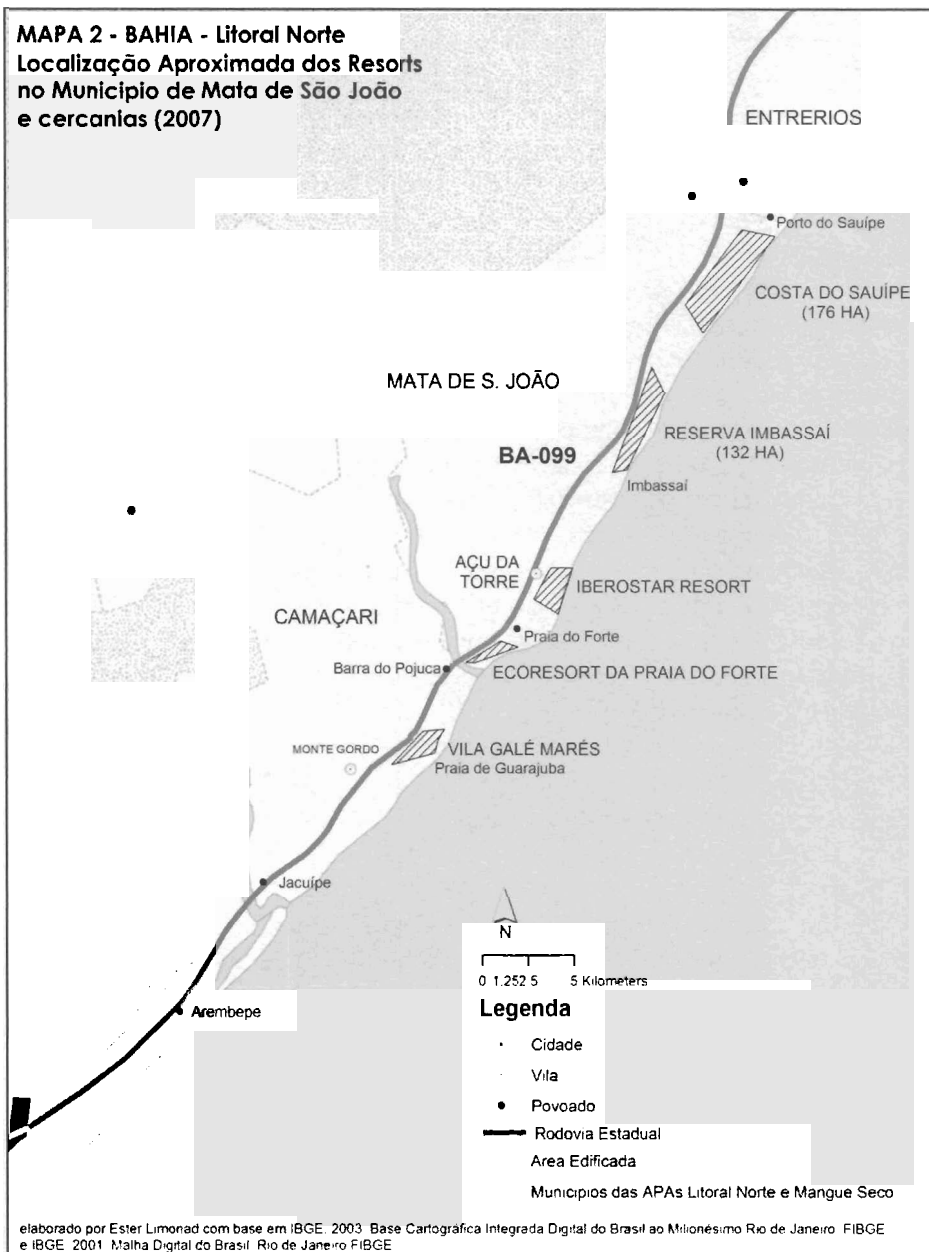 MAPA 2 - BAHIA - Litoral Norte
Localização Aproximada dos Resorts
no Municipio de Mata de São João
e cercanias (2007)
ENTRERIOS
Porto do Sauípe
COSTA DO SAUÍPE
(176 HA)
MATA DE S. JOÃO
RESERVA IMBASSAÍ
(132 HA)
BA-099
Imbassaí
AÇU DA
TORRE
IBEROSTAR RESORT
CAMAÇARI
Praia do Forte
Barra do Pojuca
ECORESORT DA PRAIA DO FORTE
MONTE GORDO
VILA GALÉ MARÉS
Praia de Guarajuba
Jacuípe
N
0 1.252.5 5 Kilometers
Arembepe
Legenda
Cidade
Vila
Povoado
Rodovia Estadual
Area Edificada
Municipios das APAs Litoral Norte e Mangue Seco
elaborado por Ester Limonad com base em IBGE, 2003 Base Cartográfica Integrada Digital do Brasil ao Milionésimo Rio de Janeiro FIBGE
e IBGE 2001 Malha Digital do Brasil Rio de Janeiro FIBGE